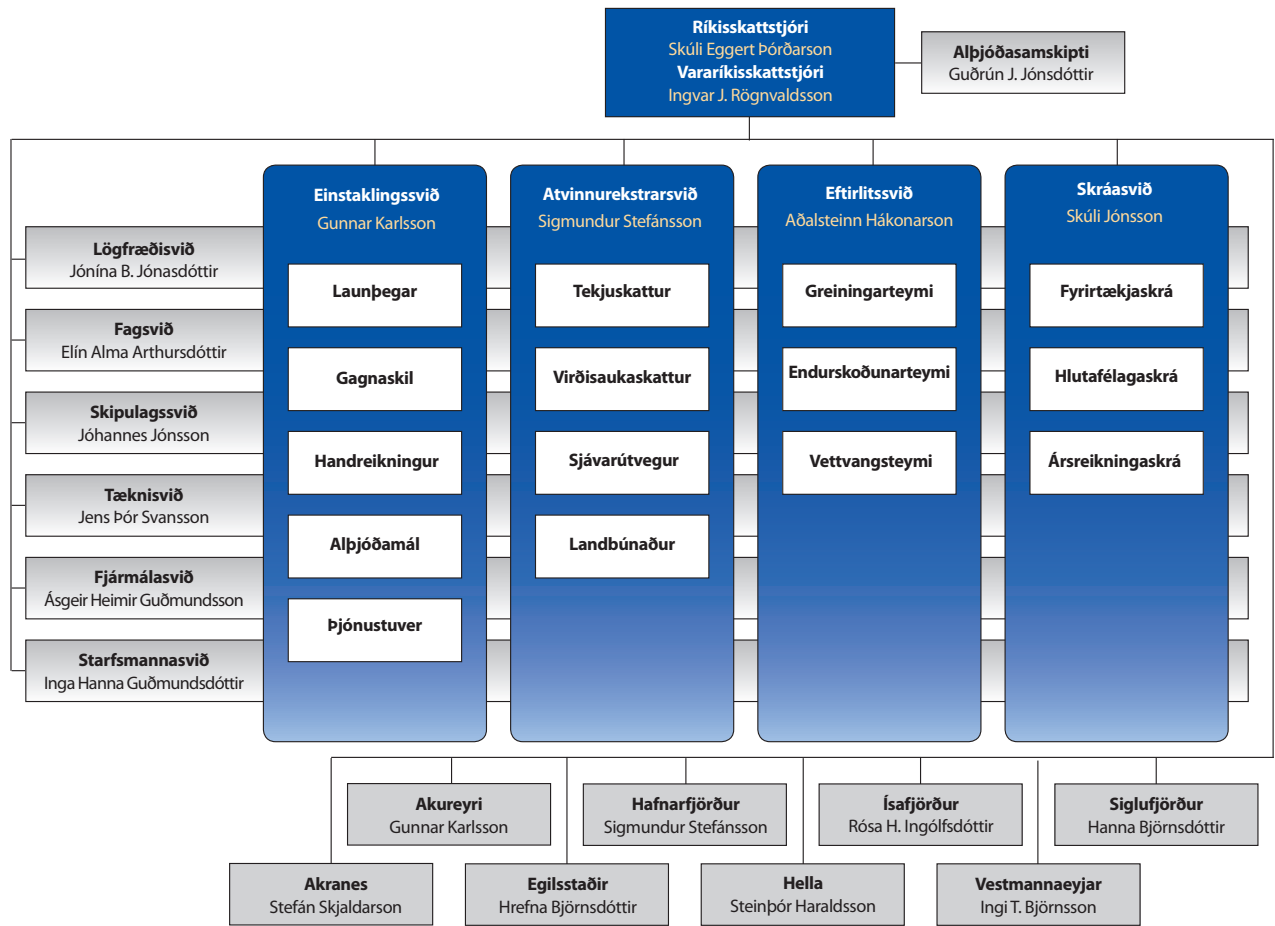 Ríkisskattstjóri
Skúli Eggert Þórðarson
Vararíkisskattstjóri
Ingvar J. Rögnvaldsson
Alþjóðasamskipti
Guðrún J. Jónsdóttir
Einstaklingssvið
Gunnar Karlsson
Launþegar
Gagnaskil
Handreikningur
Alþjóðamál
Þjónustuver
Atvinnurekstrarsvið
Sigmundur Stefánsson
Tekjuskattur
Virðisaukaskattur
Sjávarútvegur
Landbúnaður
Eftirlitssvið
Aðalsteinn Hákonarson
Greiningarteymi
Endurskoðunarteymi
Vettvangsteymi
Skráasvið
Skúli Jónsson
Fyrirtækjaskrá
Hlutafélagaskrá
Ársreikningaskrá
Lögfræðisvið
Jónína B. Jónasdóttir
Fagsvið
Elín Alma Arthursdóttir
Skipulagssvið
Jóhannes Jónsson
Tæknisvið
Jens Þór Svansson
Fjármálasvið
Ásgeir Heimir Guðmundsson
Starfsmannasvið
Inga Hanna Guðmundsdóttir
Akureyri
Gunnar Karlsson
Hafnarfjörður
Sigmundur Stefánsson
Ísafjörður
Rósa H. Ingólfsdóttir
Siglufjörður
Hanna Björnsdóttir
Akranes
Stefán Skjaldarson
Egilsstaðir
Hrefna Björnsdóttir
Hella
Steinþór Haraldsson
Vestmannaeyjar
Ingi T. Björnsson